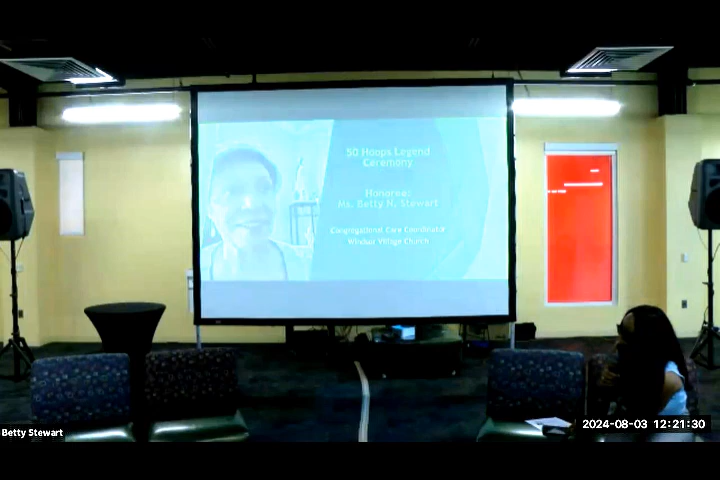 50 Hoops Legend
Ceremony
Honoree:
Ms. Betty N. Stewart
Congregational Care Coordinator
Windsor Village Church
Betty Stewart
2024-08-03 12:21:30